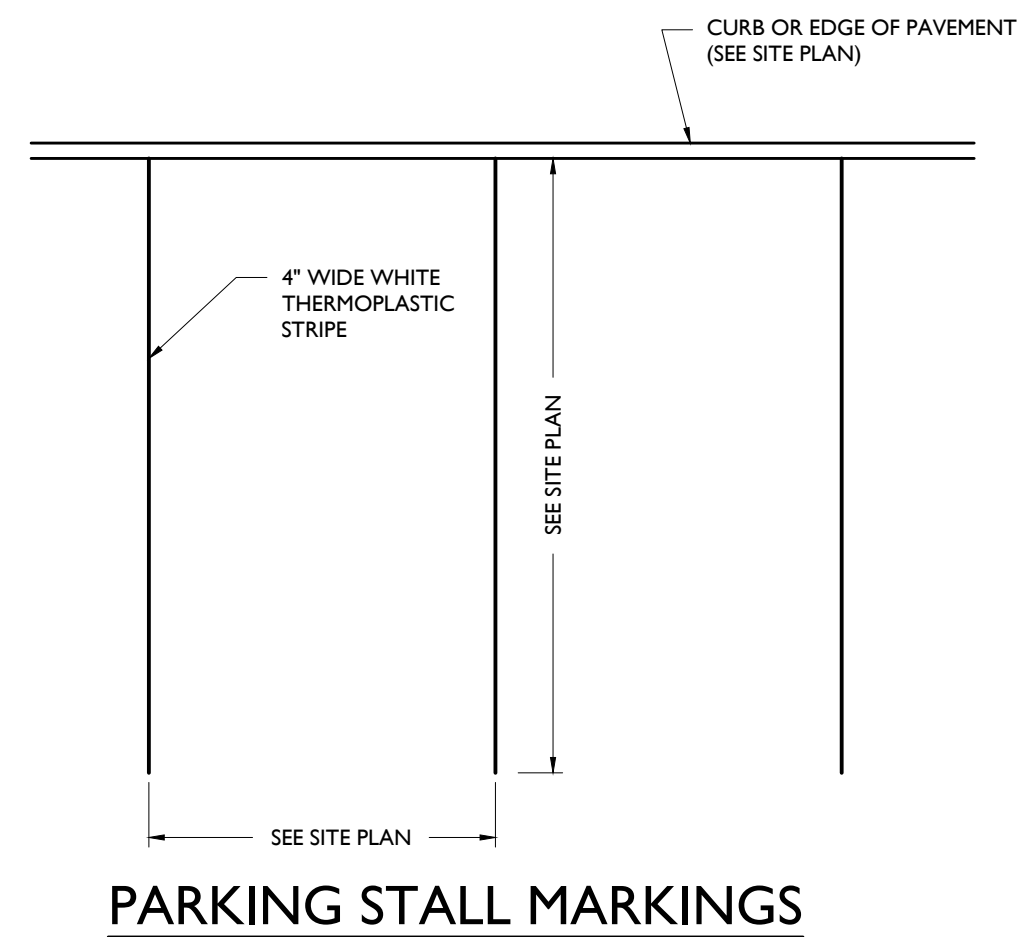 CURB OR EDGE OF PAVEMENT
(SEE SITE PLAN)
4" WIDE WHITE
THERMOPLASTIC
STRIPE
SEE SITE PLAN
SEE SITE PLAN
PARKING STALL MARKINGS